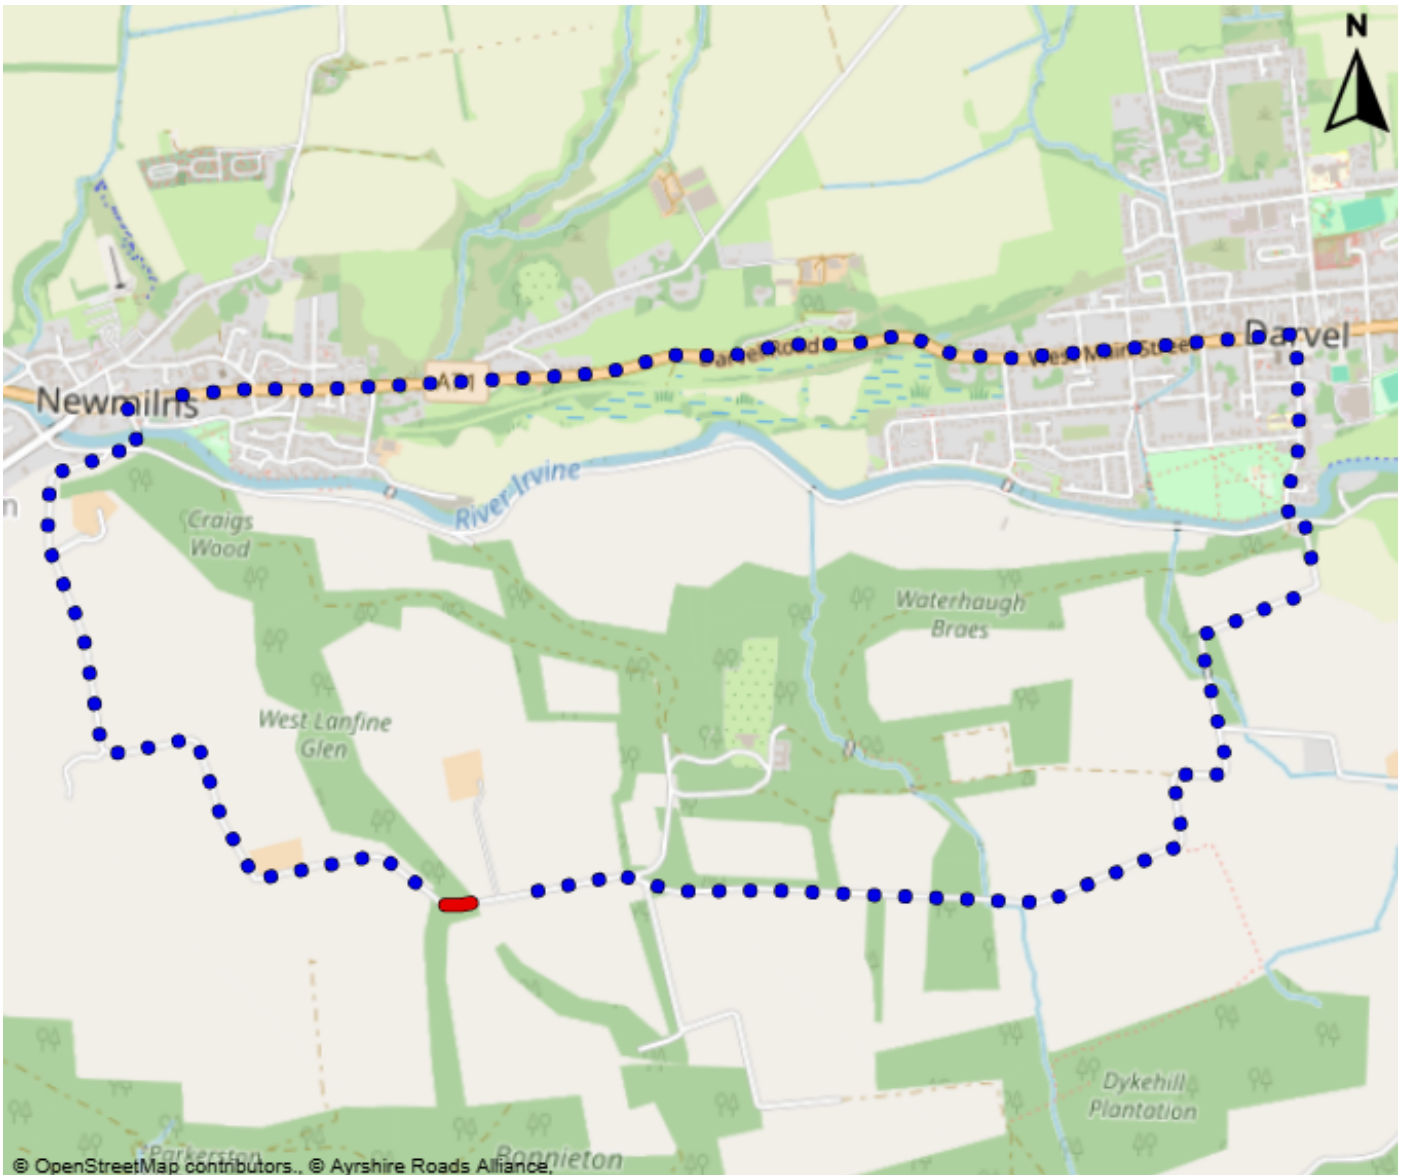 N
Darvel
Darvel Road
West Main Street
A71
Newmilns
n
River Irvine
Craigs
Wood
Waterhaugh
Braes
West Lanfine
Glen
Dykehill
Plantation
Parkerston
Bonnieton
© OpenStreetMap contributors., © Ayrshire Roads Alliance,